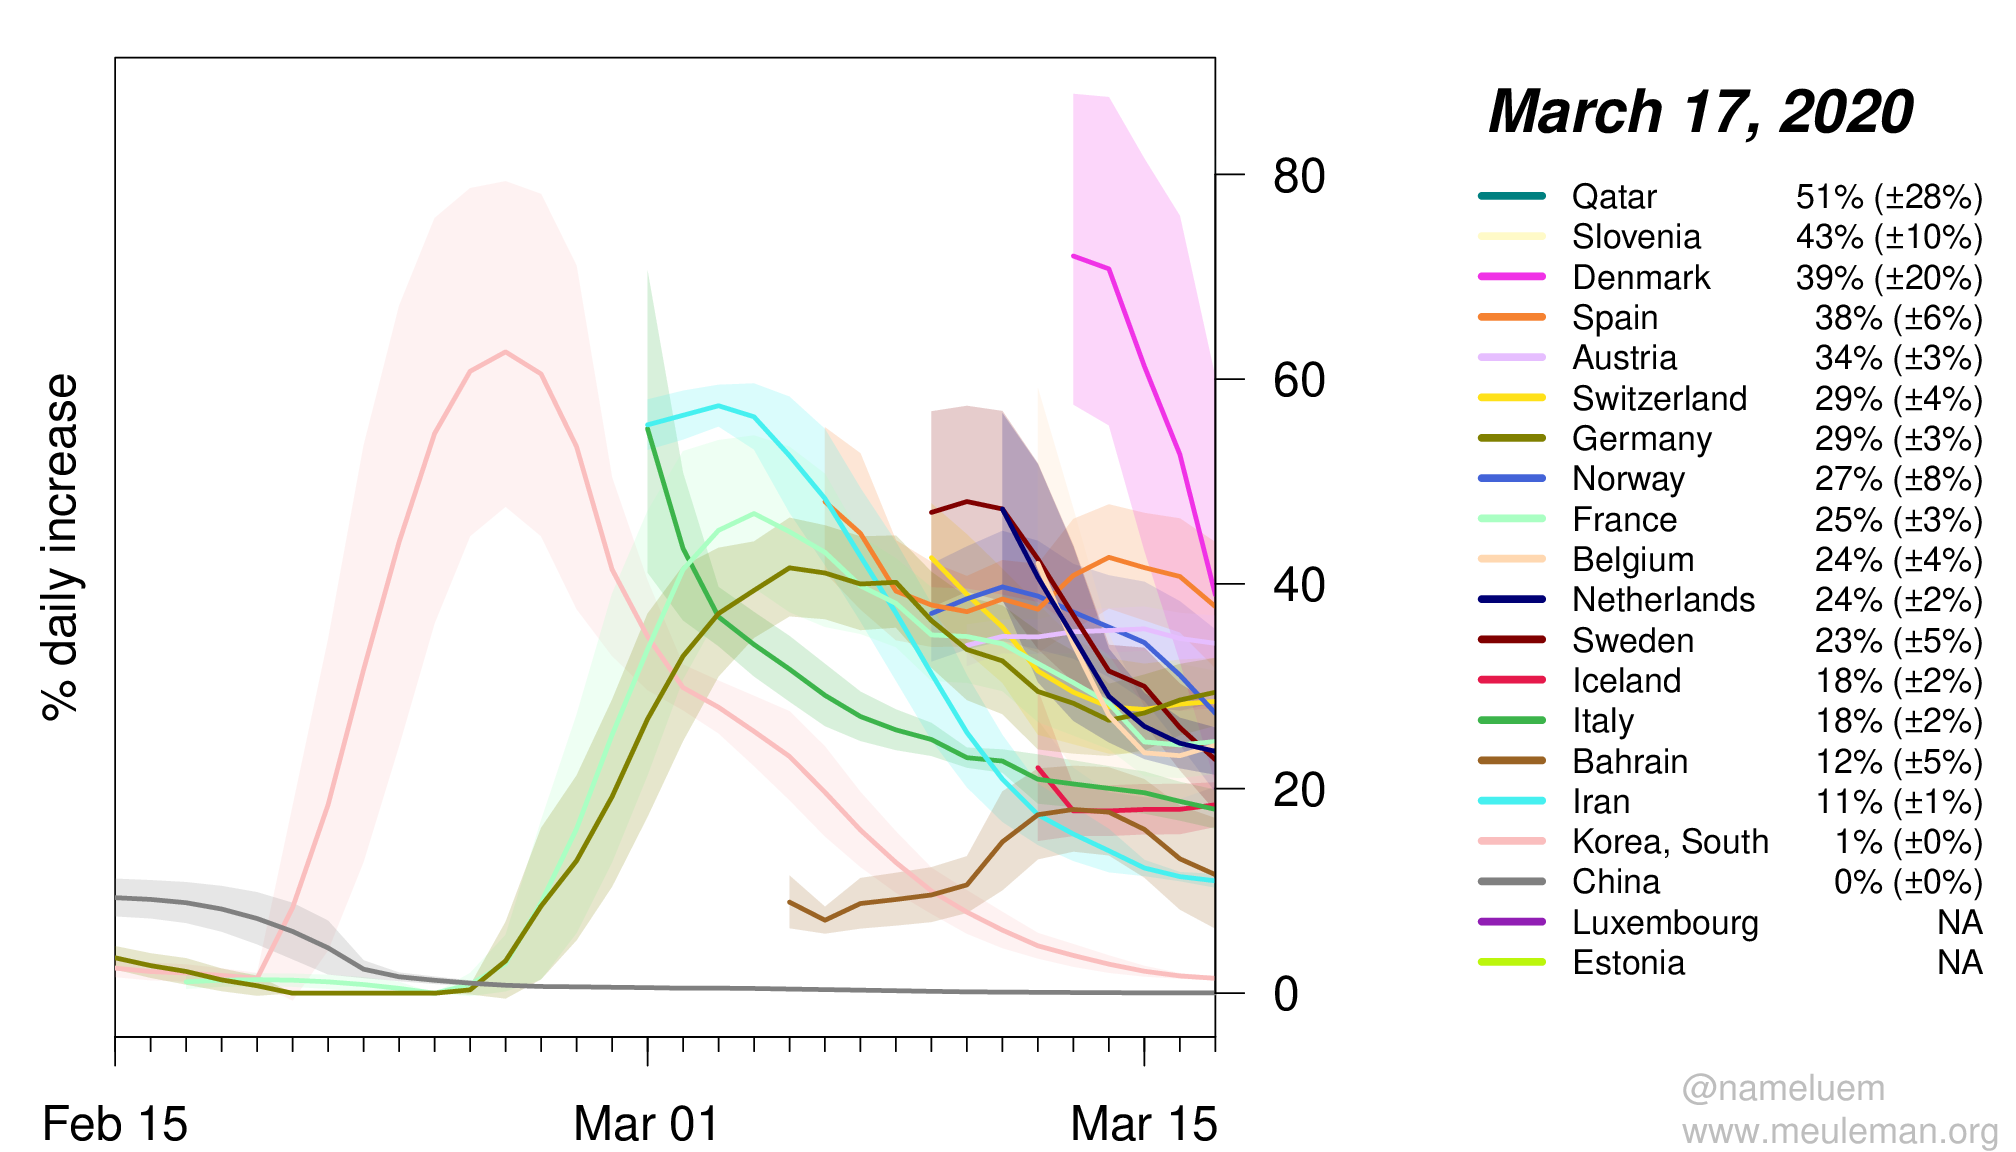 March 17, 2020
Qatar 51% (±28%)
Slovenia 43% (±10%)
Denmark 39% (±20%)
Spain 38% (±6%)
Austria 34% (±3%)
Switzerland 29% (±4%)
Germany 29% (±3%)
Norway 27% (±8%)
France 25% (±3%)
Belgium 24% (±4%)
Netherlands 24% (±2%)
Sweden 23% (±5%)
Iceland 18% (±2%)
Italy 18% (±2%)
Bahrain 12% (±5%)
Iran 11% (±1%)
Korea, South 1% (±0%)
China 0% (±0%)
Luxembourg NA
Estonia NA
% daily increase
80
60
40
20
0
Feb 15 Mar 01 Mar 15
@nameluem
www.meuleman.org